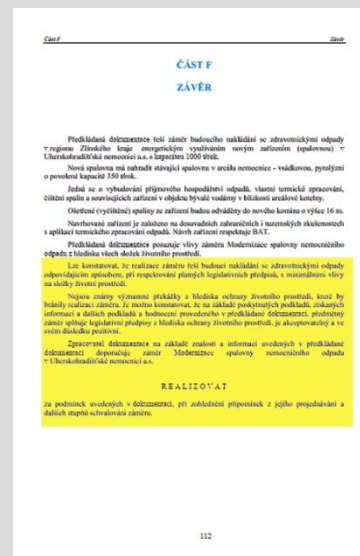 Část F Závěr
ČÁST F
ZÁVĚR
Předkládaná dokumentace řeší záměr budoucího nakládání se zdravotnickými odpady
v regionu Zlínského kraje energetickým využíváním novým zařízením (spalovnou) v
Uherskohradišťské nemocnici a.s. s kapacitou 1000 t/rok.
Nová spalovna má nahradit stávající spalovnu v areálu nemocnice - vsádkovou, pyrolýzní
o povolené kapacitě 350 t/rok.
Jedná se o vybudování příjmového hospodářství odpadů, vlastní termické zpracování,
čištění spalin a souvisejících zařízení v objektu bývalé vodárny v blízkosti areálové kotelny.
Ošetřené (vyčištěné) spaliny ze zařízení budou odváděny do nového komína o výšce 16 m.
Navrhované zařízení je založeno na dosavadních zahraničních i tuzemských zkušenostech
s aplikací termického zpracování odpadů. Návrh zařízení respektuje BAT.
Předkládaná dokumentace posuzuje vlivy záměru Modernizace spalovny nemocničního
odpadu z hlediska všech složek životního prostředí.
Lze konstatovat, že realizace záměru řeší budoucí nakládání se zdravotnickými odpady
odpovídajícím způsobem, při respektování platných legislativních předpisů, s minimálními vlivy
na složky životní prostředí.
Nejsou známy významné překážky z hlediska ochrany životního prostředí, které by
bránily realizaci záměru. Je možno konstatovat, že na základě poskytnutých podkladů, získaných
informací a dalších podkladů a hodnocení provedeného v předkládané dokumentaci, předmětný
záměr splňuje legislativní předpisy z hlediska ochrany životního prostředí, je akceptovatelný a ve
svém důsledku pozitivní.
Zpracovatel dokumentace na základě znalostí a informací uvedených v předkládané
dokumentaci doporučuje záměr Modernizace spalovny nemocničního odpadu
v Uherskohradišťské nemocnici a.s.
REALIZOVAT
za podmínek uvedených v dokumentaci, při zohlednění připomínek z jejího projednávání a
dalších stupňů schvalování záměru.
112